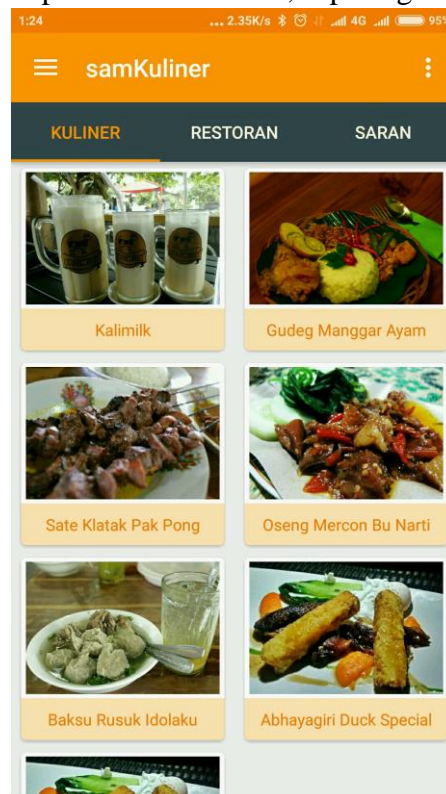 1:24 ... 2.35K/s 4G 95%
samKuliner
KULINER RESTORAN SARAN
Kalimilk Gudeg Manggar Ayam
Sate Klatak Pak Pong Oseng Mercon Bu Narti
Baksu Rusuk Idolaku Abhayagiri Duck Special